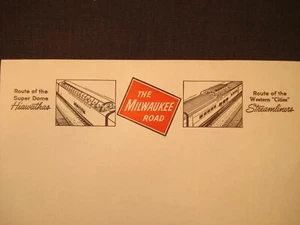 Route of the
Super Dome
Hiawathas
THE
MILWAUKEE
ROAD
Route of the
Western "Cities"
Streamliners